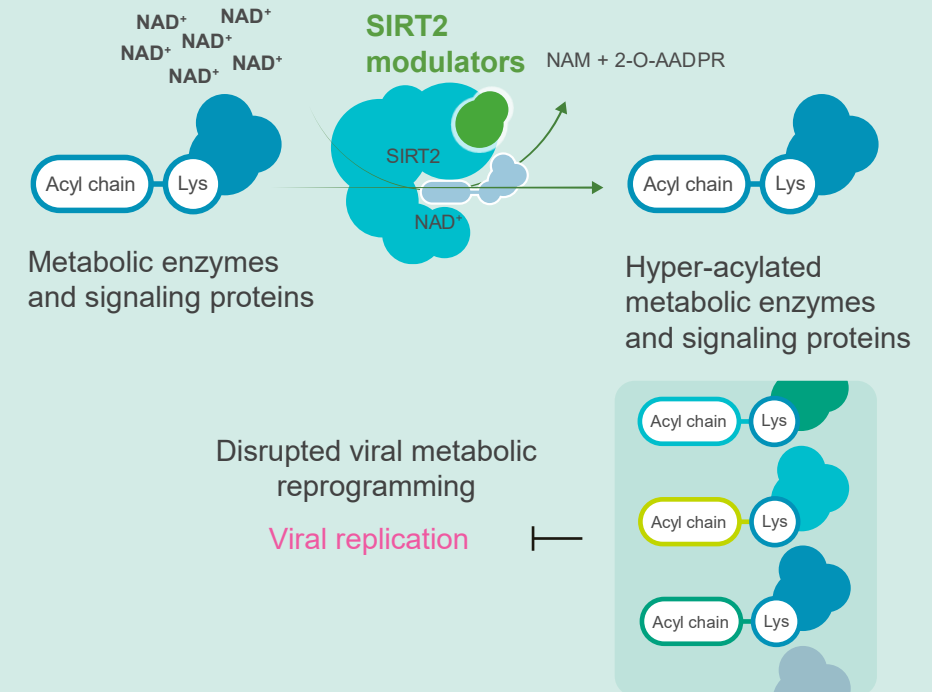 NAD⁺ NAD⁺
NAD⁺ NAD⁺
NAD⁺ NAD⁺
SIRT2
modulators
NAM + 2-O-AADPR
Acyl chain Lys
SIRT2
NAD⁺
Acyl chain Lys
Metabolic enzymes
and signaling proteins
Hyper-acylated
metabolic enzymes
and signaling proteins
Acyl chain Lys
Acyl chain Lys
Acyl chain Lys
Disrupted viral metabolic
reprogramming
Viral replication